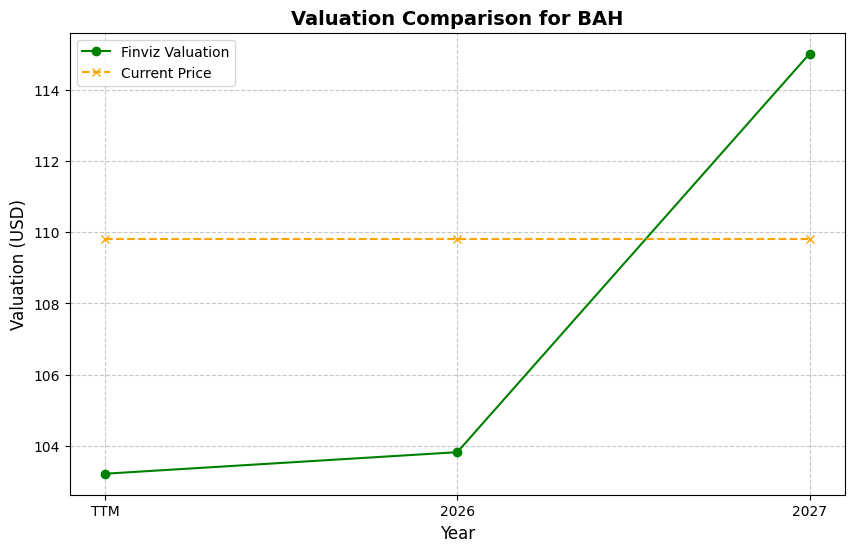 Valuation Comparison for BAH
Finviz Valuation
Current Price
Valuation (USD)
114
112
110
108
106
104
TTM
2026
2027
Year